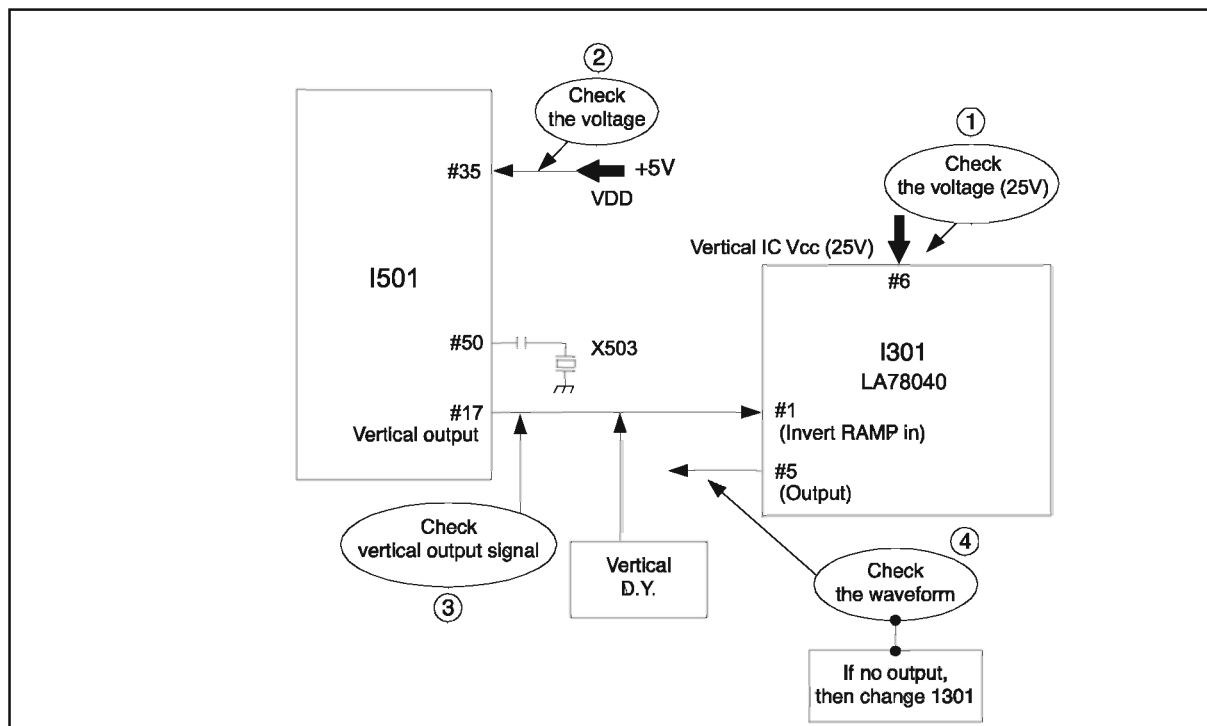 ②
Check
the voltage
①
Check
the voltage (25V)
#35
+5V
VDD
Vertical IC Vcc (25V)
#6
I501
#50
X503
I301
LA78040
#17
Vertical output
#1
(Invert RAMP in)
#5
(Output)
Check
vertical output signal
③
Vertical
D.Y.
④
Check
the waveform
If no output,
then change 1301